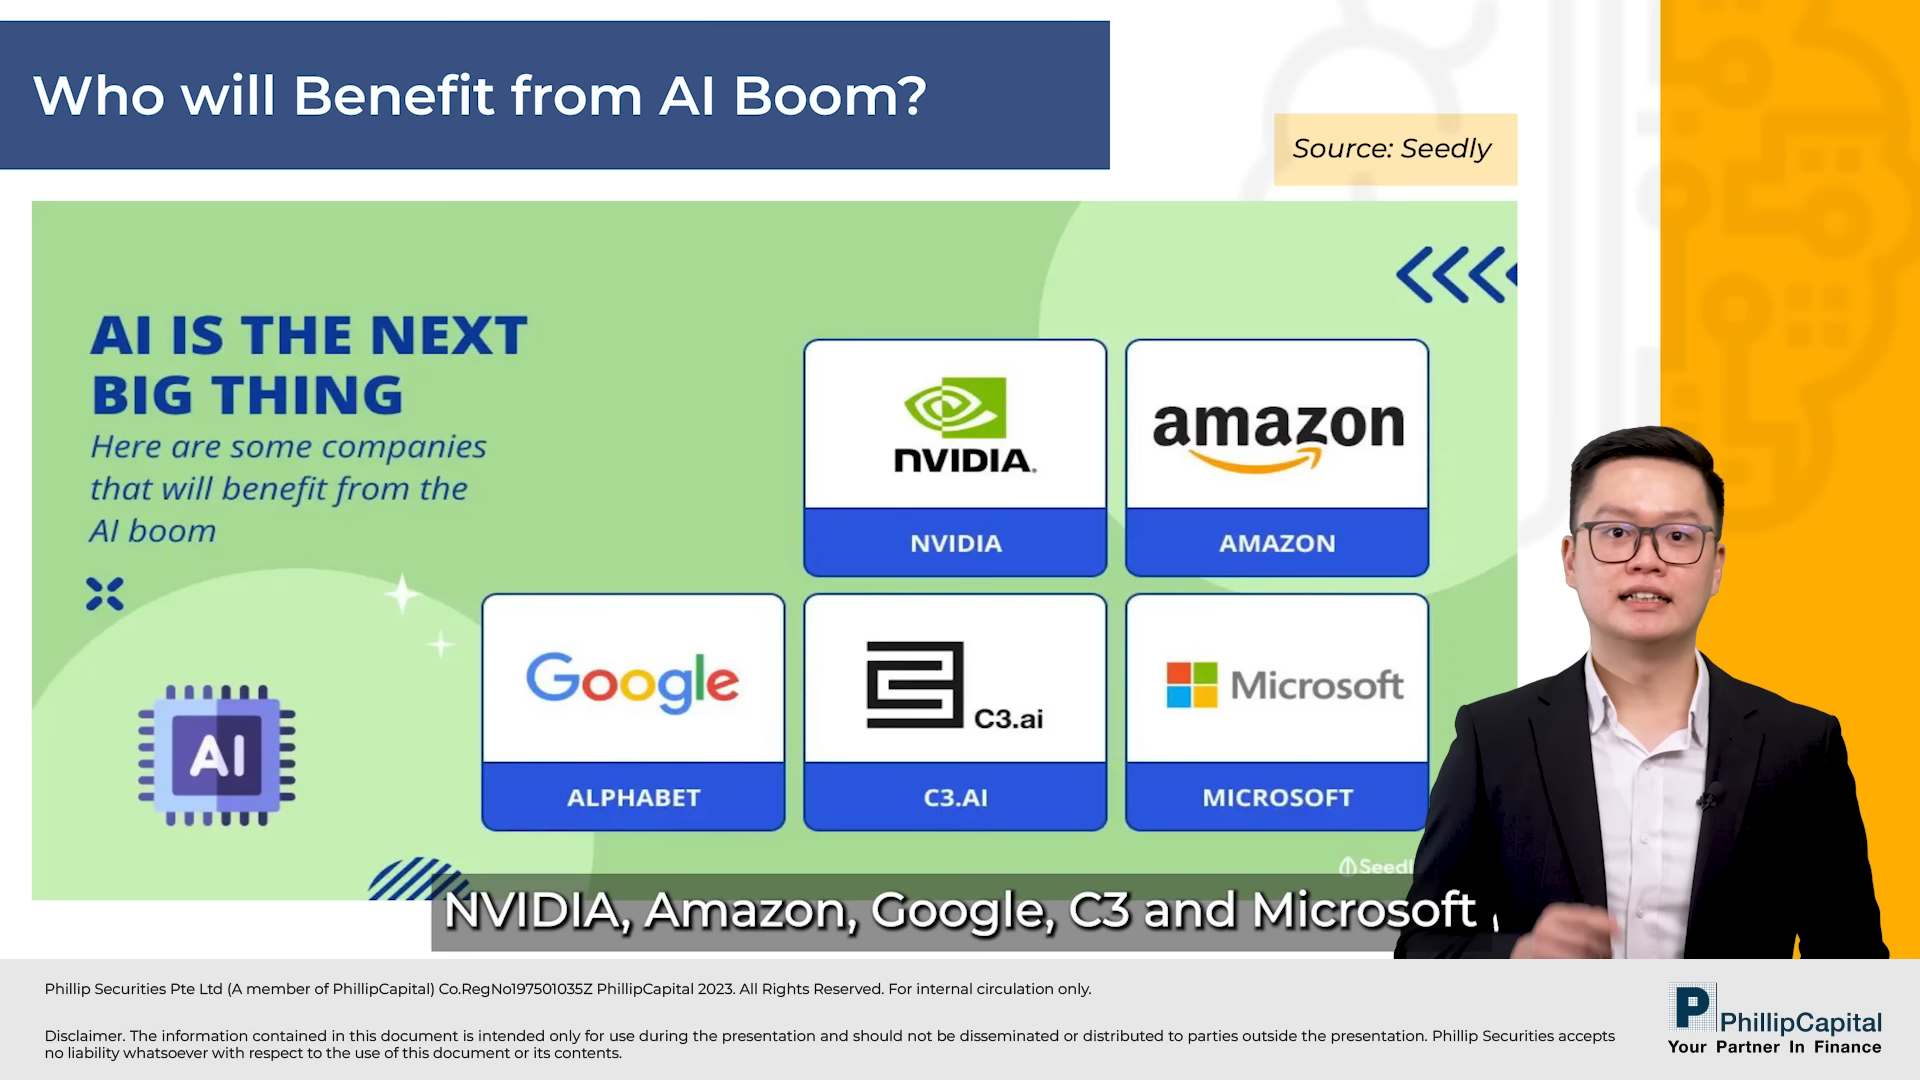 Who will Benefit from AI Boom?
Source: Seedly
AI IS THE NEXT
BIG THING
Here are some companies
that will benefit from the
AI boom
NVIDIA.
amazon
NVIDIA
AMAZON
Google
C3.ai
Microsoft
ALPHABET
C3.AI
MICROSOFT
AI
NVIDIA, Amazon, Google, C3 and Microsoft
Phillip Securities Pte Ltd (A member of PhillipCapital) Co.RegNo197501035Z PhillipCapital 2023. All Rights Reserved. For internal circulation only.
Disclaimer. The information contained in this document is intended only for use during the presentation and should not be disseminated or distributed to parties outside the presentation. Phillip Securities accepts
no liability whatsoever with respect to the use of this document or its contents.
P
PhillipCapital
Your Partner In Finance